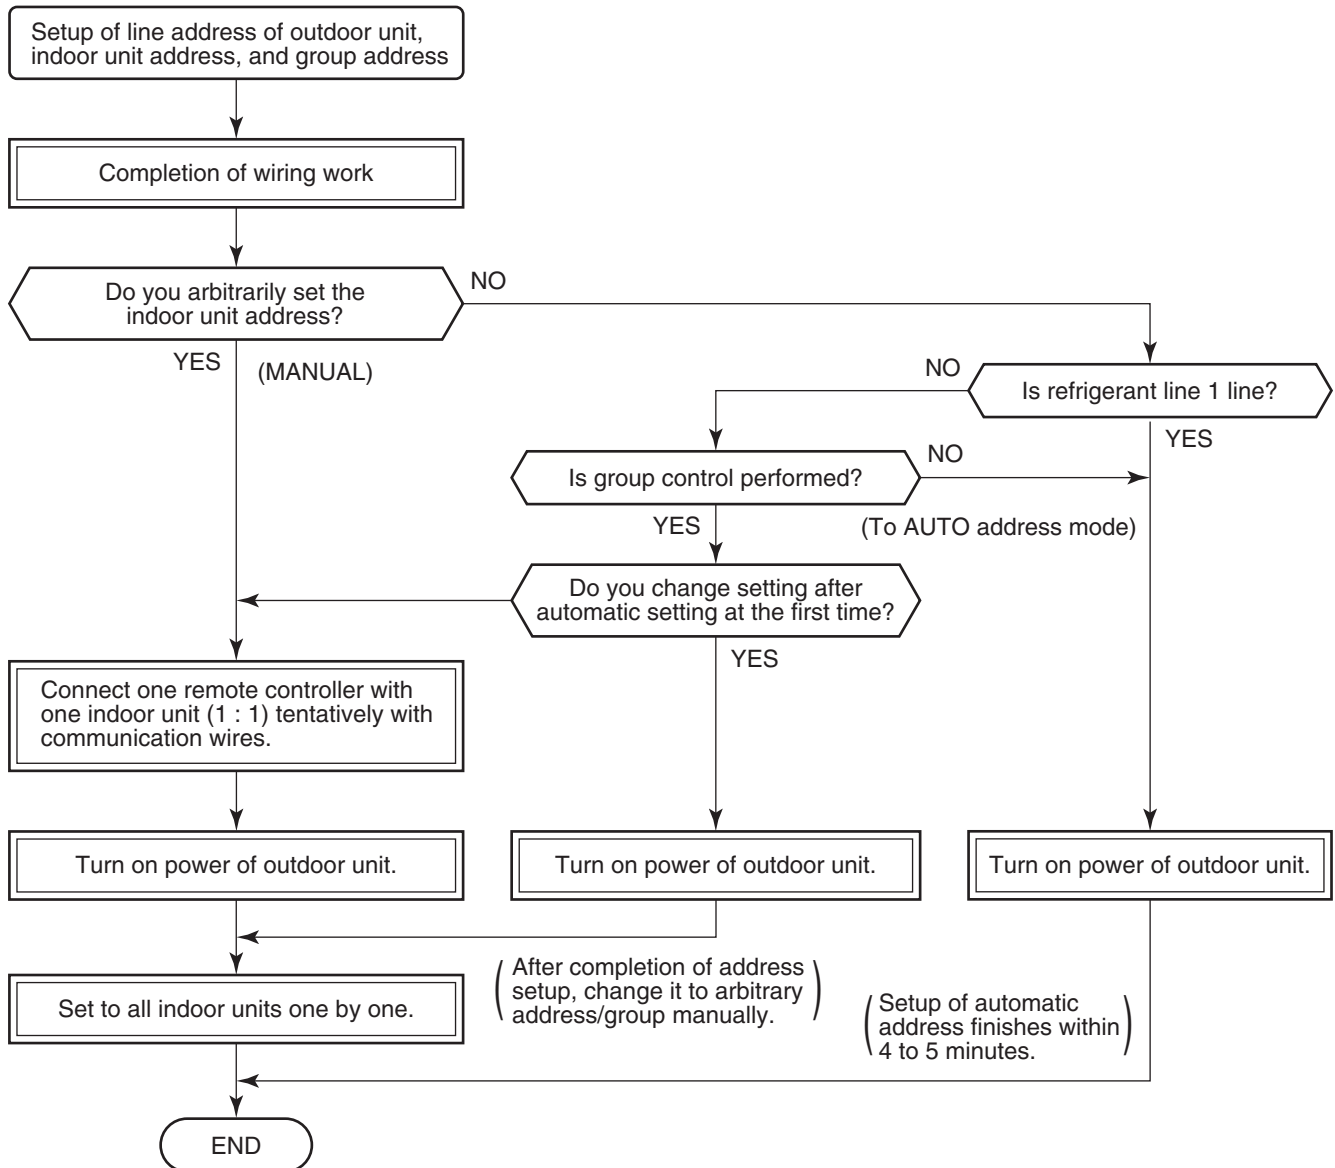 Setup of line address of outdoor unit,
indoor unit address, and group address
Completion of wiring work
Do you arbitrarily set the
indoor unit address?
NO
YES
(MANUAL)
NO
Is refrigerant line 1 line?
YES
Is group control performed?
NO
YES
(To AUTO address mode)
Do you change setting after
automatic setting at the first time?
YES
Connect one remote controller with
one indoor unit (1 : 1) tentatively with
communication wires.
Turn on power of outdoor unit.
Turn on power of outdoor unit.
Turn on power of outdoor unit.
(After completion of address
setup, change it to arbitrary
address/group manually.)
Set to all indoor units one by one.
(Setup of automatic
address finishes within
4 to 5 minutes.)
END